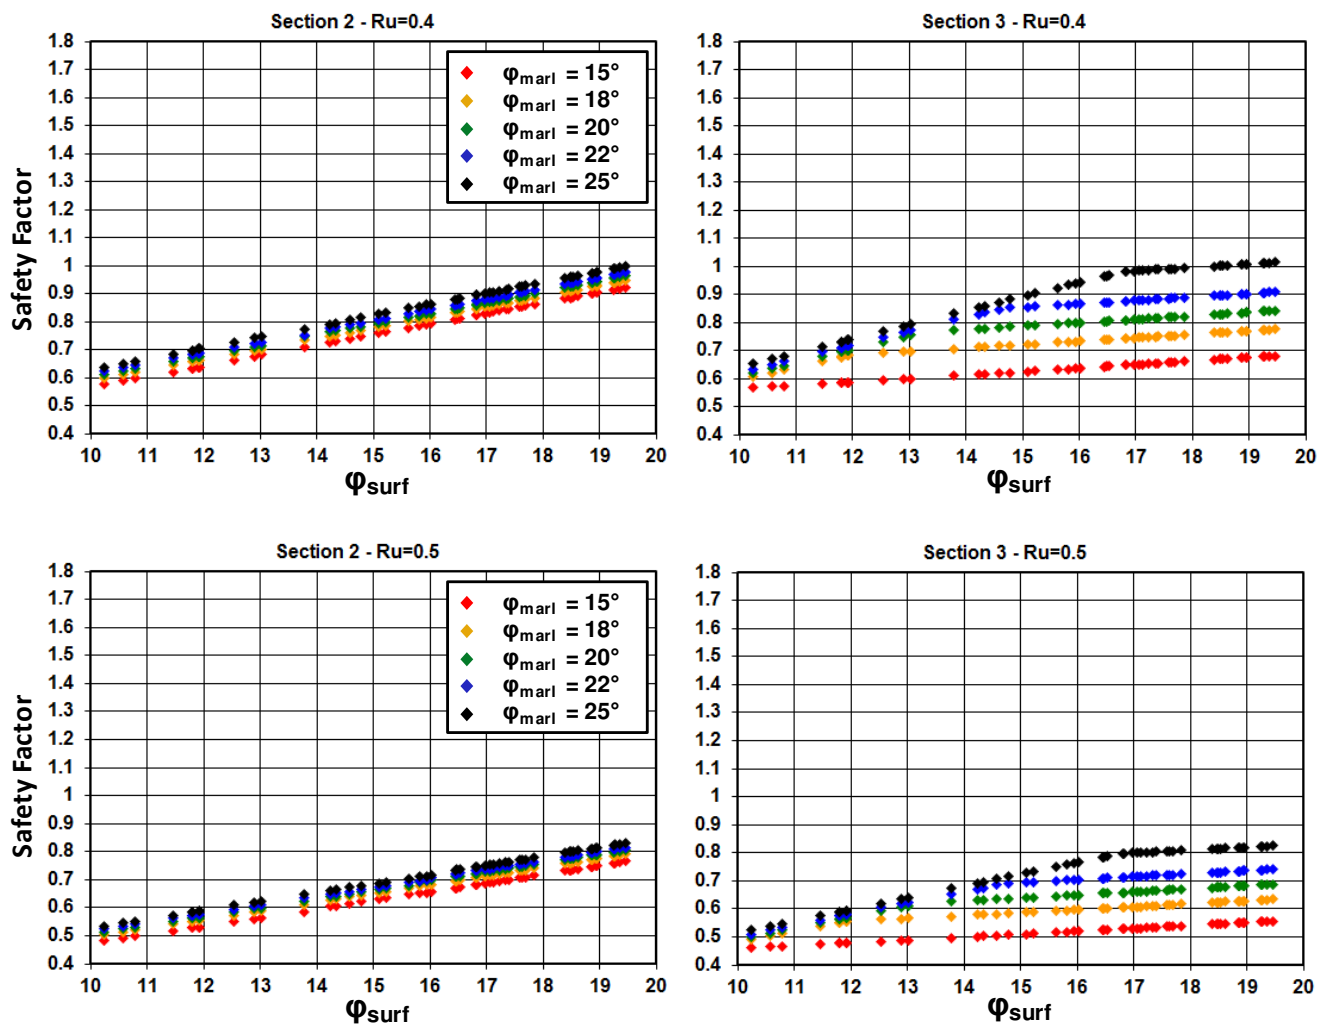 Section 2 - Ru=0.4
1.8
1.7
1.6
1.5
1.4
1.3
1.2
1.1
1
0.9
0.8
0.7
0.6
0.5
0.4
Safety Factor
φmarl = 15°
φmarl = 18°
φmarl = 20°
φmarl = 22°
φmarl = 25°
10 11 12 13 14 15 16 17 18 19 20
φsurf
Section 3 - Ru=0.4
1.8
1.7
1.6
1.5
1.4
1.3
1.2
1.1
1
0.9
0.8
0.7
0.6
0.5
0.4
10 11 12 13 14 15 16 17 18 19 20
φsurf
Section 2 - Ru=0.5
1.8
1.7
1.6
1.5
1.4
1.3
1.2
1.1
1
0.9
0.8
0.7
0.6
0.5
0.4
Safety Factor
φmarl = 15°
φmarl = 18°
φmarl = 20°
φmarl = 22°
φmarl = 25°
10 11 12 13 14 15 16 17 18 19 20
φsurf
Section 3 - Ru=0.5
1.8
1.7
1.6
1.5
1.4
1.3
1.2
1.1
1
0.9
0.8
0.7
0.6
0.5
0.4
10 11 12 13 14 15 16 17 18 19 20
φsurf